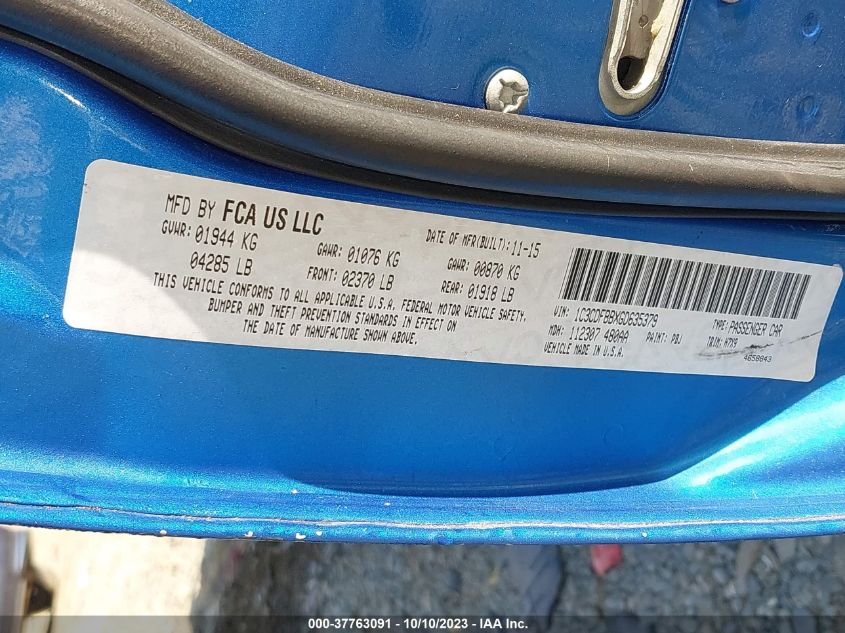 MFD BY FCA US LLC
GVWR: 01944 KG
04285 LB
GAWR: 01076 KG
FRONT: 02370 LB
DATE OF MFR(BUILT): 11-15
GAWR: 00870 KG
REAR: 01918 LB
THIS VEHICLE CONFORMS TO ALL APPLICABLE U.S.A. FEDERAL MOTOR VEHICLE SAFETY,
BUMPER AND THEFT PREVENTION STANDARDS IN EFFECT ON
THE DATE OF MANUFACTURE SHOWN ABOVE.
VIN: 1C3CDFBBXGD635379
TYPE: PASSENGER CAR
MDH: 112307 480AA
PAINT: PBJ
TRIM: H7X9
VEHICLE MADE IN U.S.A.
4658843
000-37763091 - 10/10/2023 - IAA Inc.